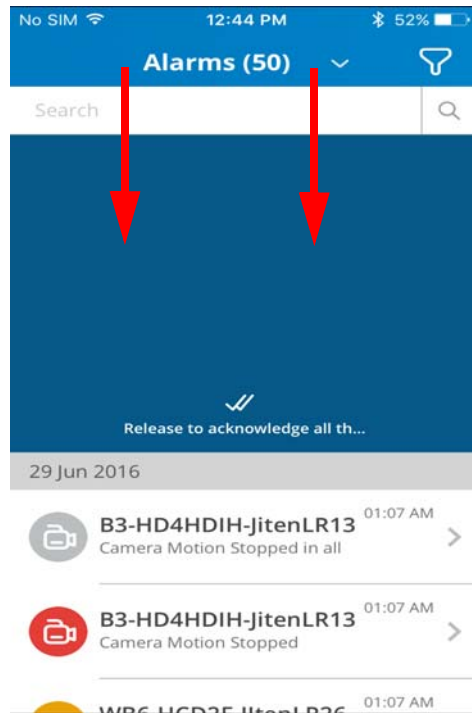 No SIM 12:44 PM 52%
Alarms (50)
Search
Release to acknowledge all th...
29 Jun 2016
01:07 AM
B3-HD4HDIH-JitenLR13
Camera Motion Stopped in all
01:07 AM
B3-HD4HDIH-JitenLR13
Camera Motion Stopped
01:07 AM